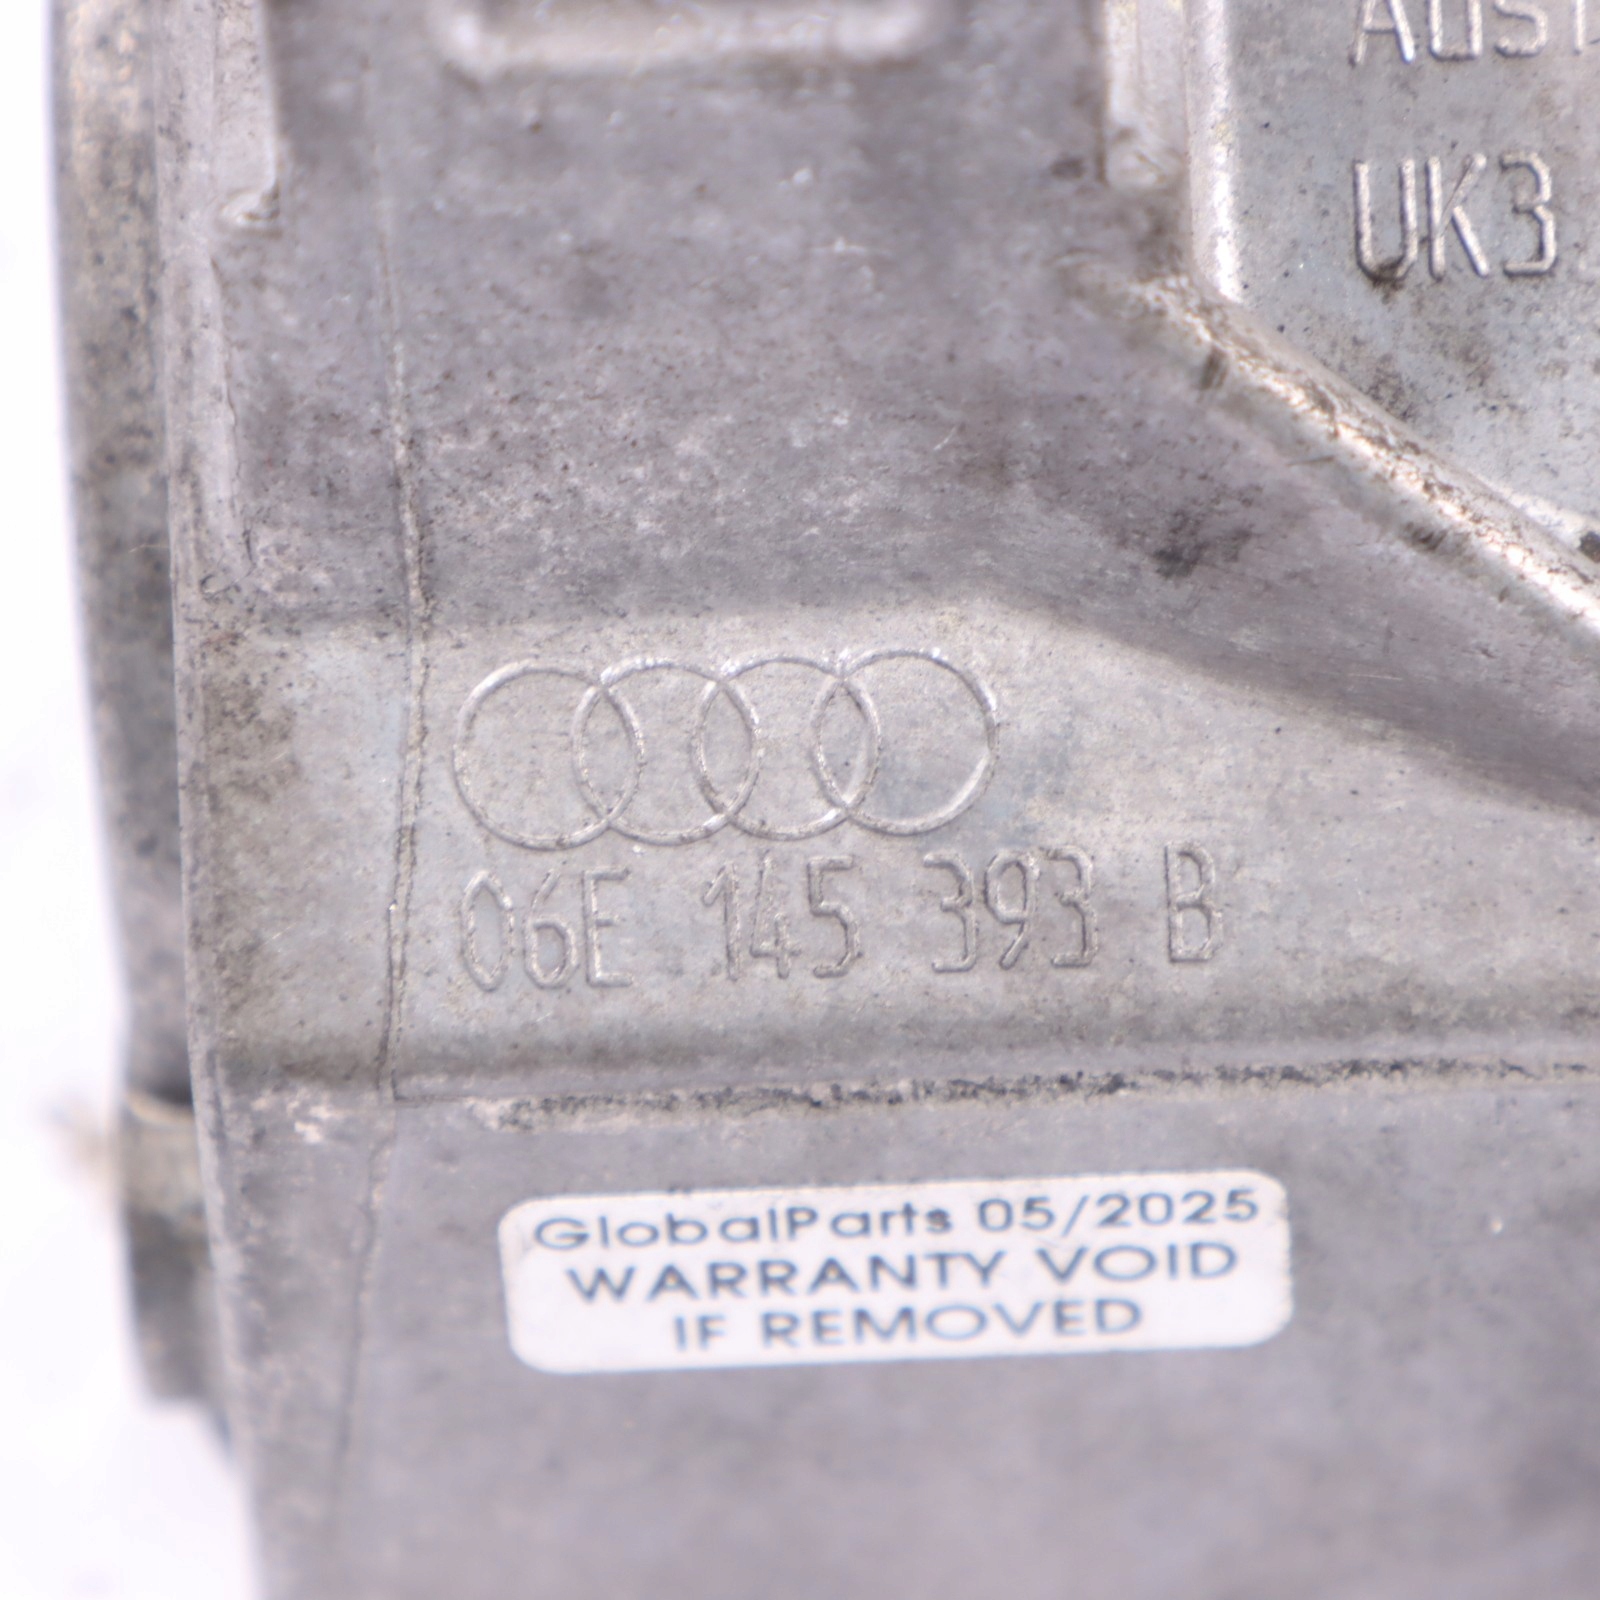 UK3
06E 145 393 B
GlobalParts 05/2025
WARRANTY VOID
IF REMOVED